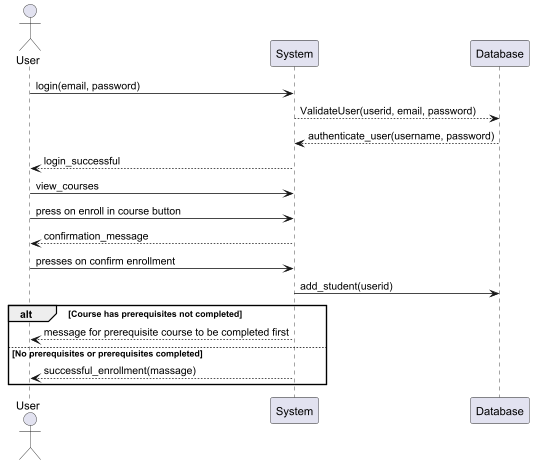 User
System
Database
login(email, password)
ValidateUser(userid, email, password)
authenticate_user(username, password)
login_successful
view_courses
press on enroll in course button
confirmation_message
presses on confirm enrollment
add_student(userid)
alt [Course has prerequisites not completed]
message for prerequisite course to be completed first
[No prerequisites or prerequisites completed]
successful_enrollment(massage)
User
System
Database